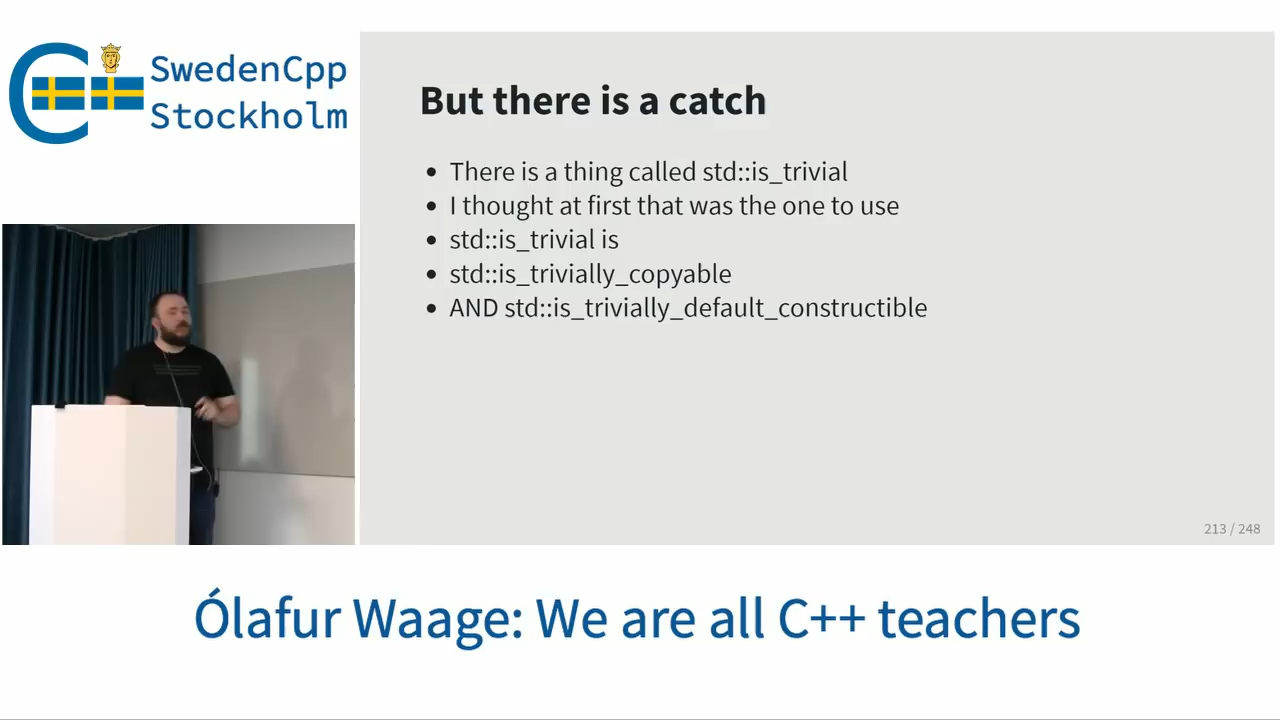 SwedenCpp
Stockholm
But there is a catch
• There is a thing called std::is_trivial
• I thought at first that was the one to use
• std::is_trivial is
• std::is_trivially_copyable
• AND std::is_trivially_default_constructible
213 / 248
Ólafur Waage: We are all C++ teachers